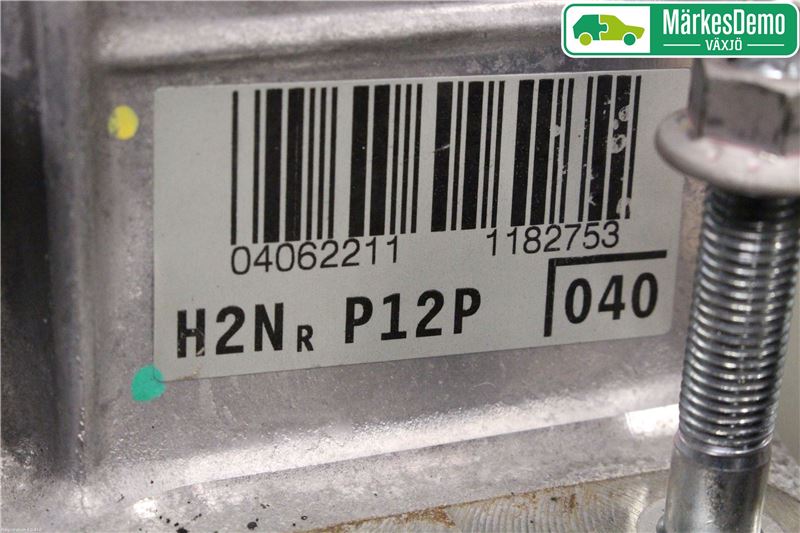 MärkesDemo
VÄXJÖ
04062211 1182753
H2NR P12P 040